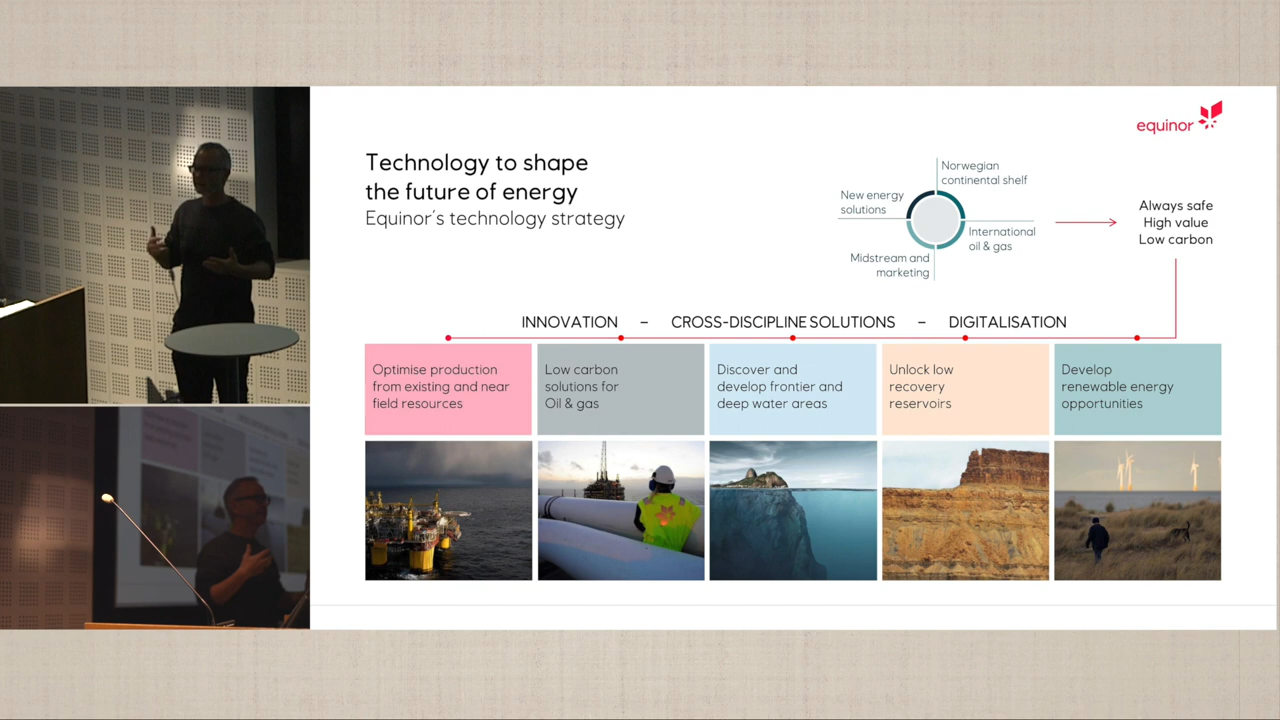 equinor
Technology to shape
the future of energy
Equinor´s technology strategy
Norwegian
continental shelf
New energy
solutions
International
oil & gas
Midstream and
marketing
Always safe
High value
Low carbon
INNOVATION – CROSS-DISCIPLINE SOLUTIONS – DIGITALISATION
Optimise production
from existing and near
field resources
Low carbon
solutions for
Oil & gas
Discover and
develop frontier and
deep water areas
Unlock low
recovery
reservoirs
Develop
renewable energy
opportunities